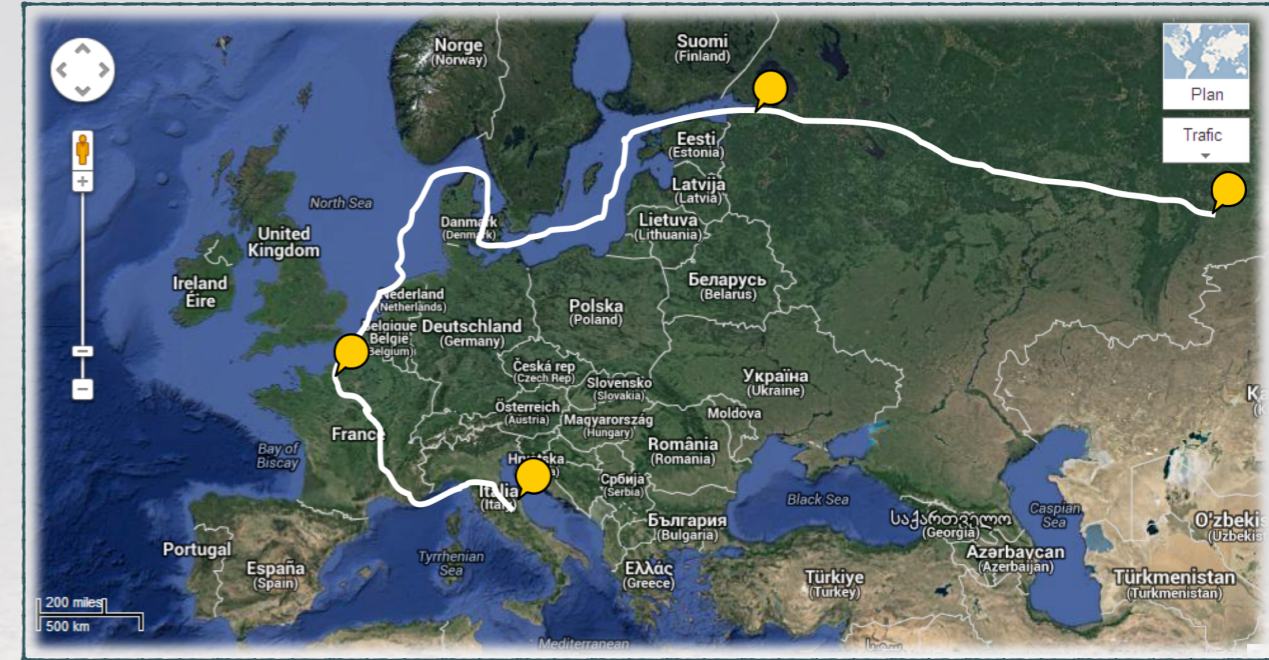 Norge
(Norway)
Suomi
(Finland)
Plan
Trafic
Eesti
(Estonia)
Latvija
(Latvia)
North Sea
Danmark
(Denmark)
Lietuva
(Lithuania)
United
Kingdom
Ireland
Éire
Беларусь
(Belarus)
Nederland
(Netherlands)
Polska
(Poland)
Belgique
België
(Belgium)
Deutschland
(Germany)
Česká rep
(Czech Rep)
Slovensko
(Slovakia)
Україна
(Ukraine)
Österreich
(Austria)
Magyarország
(Hungary)
Moldova
France
Bay of
Biscay
România
(Romania)
Србија
(Serbia)
Italia
(Italy)
Black Sea
Caspian
Sea
България
(Bulgaria)
საქართველო
(Georgia)
O'zbekis
(Uzbekist
Portugal
España
(Spain)
Tyrrhenian
Sea
Ελλάς
(Greece)
Türkiye
(Turkey)
Azərbaycan
(Azerbaijan)
Türkmenistan
(Turkmenistan)
200 miles
500 km
Mediterranean